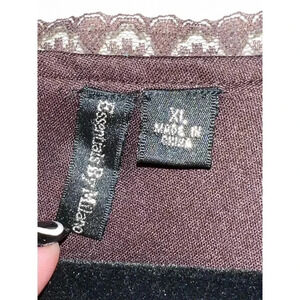 Essentials By Milano
XL
MADE IN
CHINA